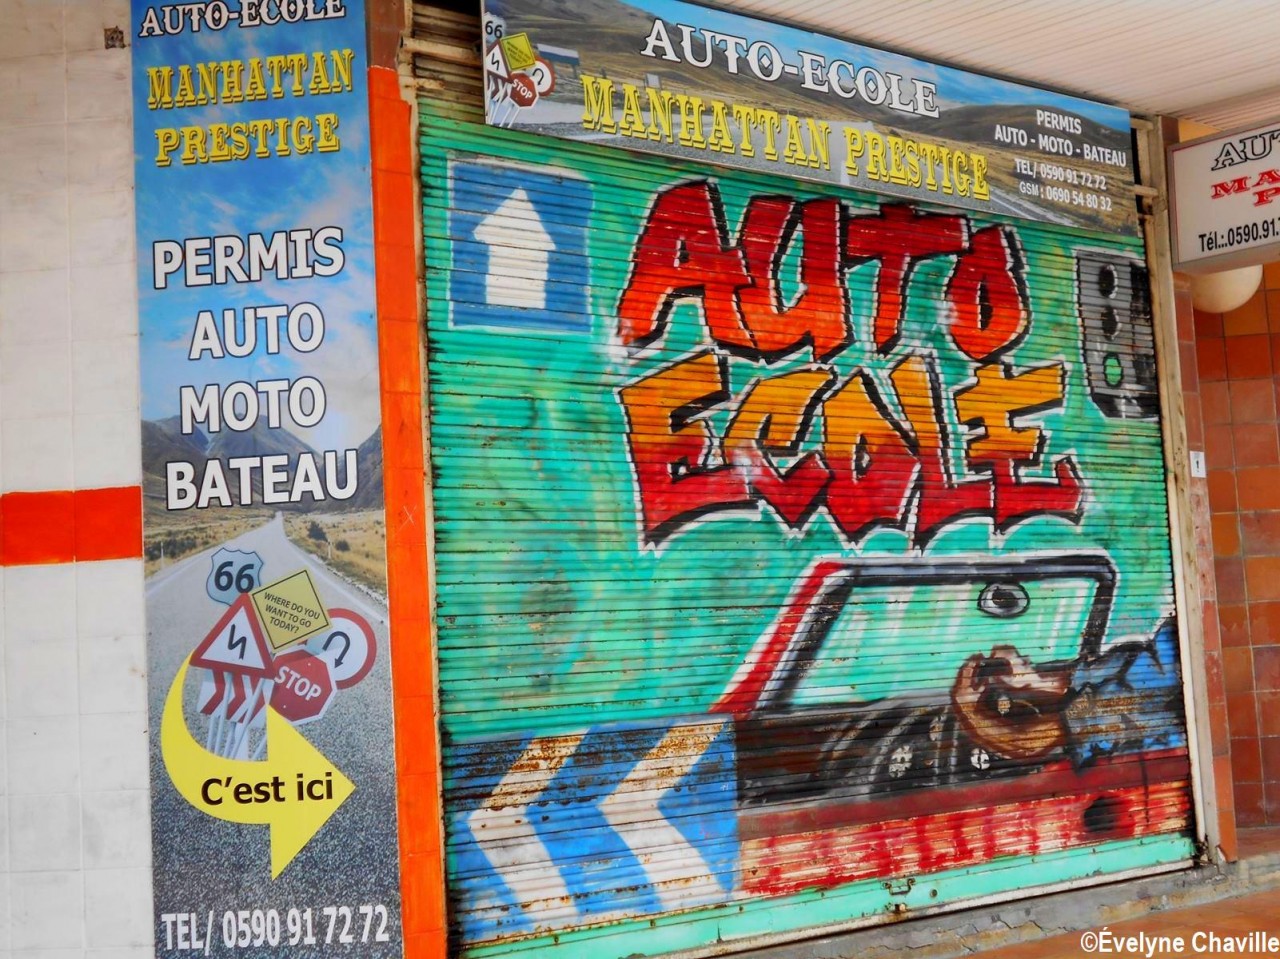 AUTO-ECOLE
MANHATTAN
PRESTIGE
PERMIS
AUTO
MOTO
BATEAU
66
WHERE DO YOU
WANT TO GO
TODAY?
STOP
C'est ici
TEL/ 0590 91 72 72
66
STOP
AUTO-ECOLE
MANHATTAN PRESTIGE
PERMIS
AUTO - MOTO - BATEAU
TEL/ 0590 91 72 72
GSM : 0690 54 80 32
AUTO
ECOLE
Tél.:.0590.91.
©Évelyne Chaville